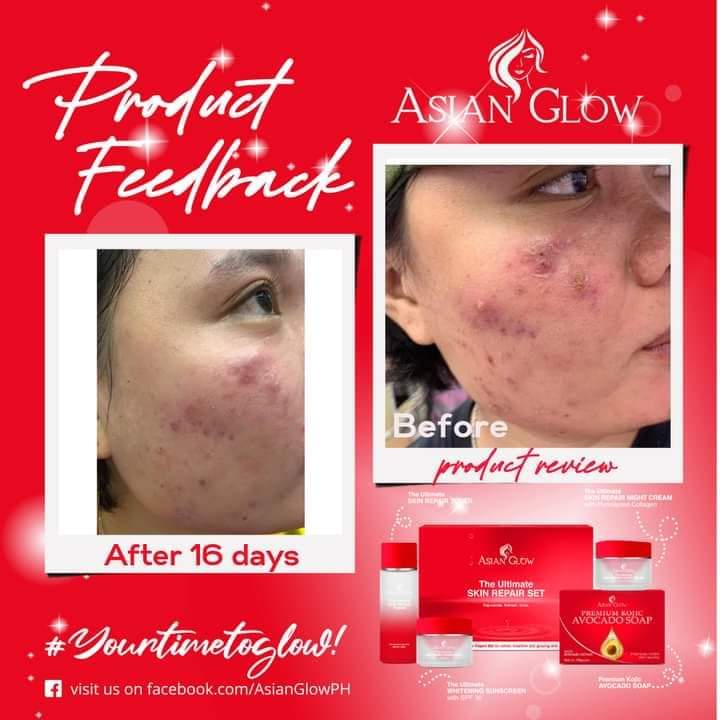 Product
Feedback
ASIAN GLOW
Before
product review
After 16 days
The Ultimate
SKIN REPAIR TONER
The Ultimate
SKIN REPAIR NIGHT CREAM
ASIAN GLOW
The Ultimate
SKIN REPAIR SET
ASIAN GLOW
PREMIUM KOJIC
AVOCADO SOAP
The Ultimate
WHITENING SUNSCREEN
with SPF
Premium Kojic
AVOCADO SOAP
#Yourtimetoglow!
visit us on facebook.com/AsianGlowPH